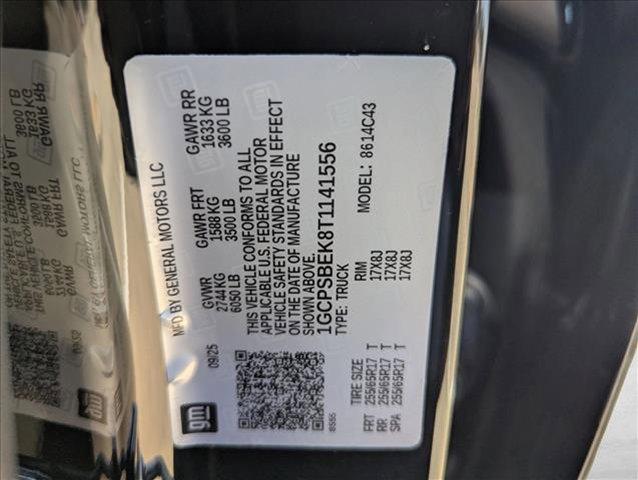 gm
09/25
MFD BY GENERAL MOTORS LLC
GVWR
2744 KG
6050 LB
GAWR FRT
1588 KG
3500 LB
GAWR RR
1633 KG
3600 LB
THIS VEHICLE CONFORMS TO ALL
APPLICABLE U.S. FEDERAL MOTOR
VEHICLE SAFETY STANDARDS IN EFFECT
ON THE DATE OF MANUFACTURE
SHOWN ABOVE.
1GCPSBEK8T1141556
TYPE: TRUCK
MODEL: 8614C43
TIRE SIZE
RIM
FRT 255/65R17 T 17X8J
RR 255/65R17 T 17X8J
SPA 255/65R17 T 17X8J